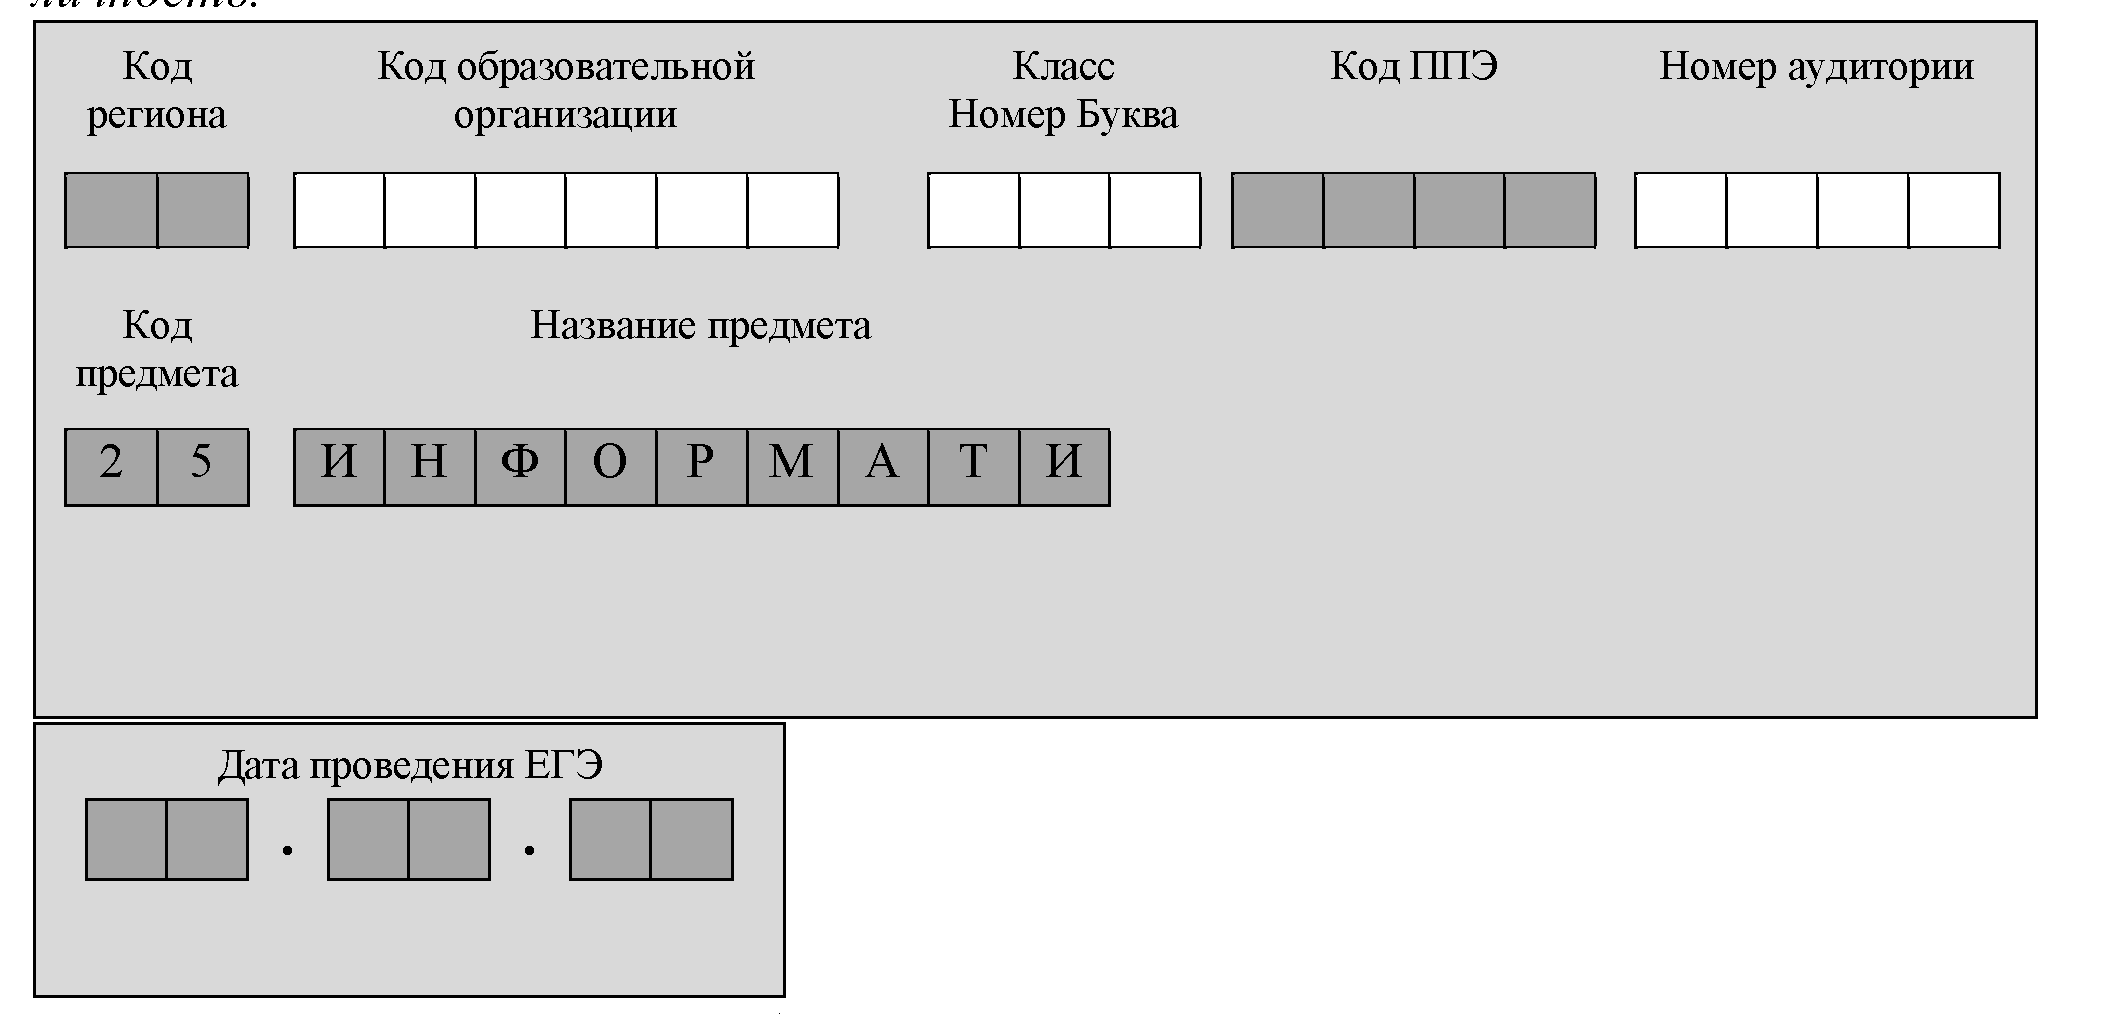 личность.
Код региона Код образовательной организации Класс Номер Буква Код ППЭ Номер аудитории
Код предмета Название предмета
2 5 И Н Ф О Р М А Т И
Дата проведения ЕГЭ
. .